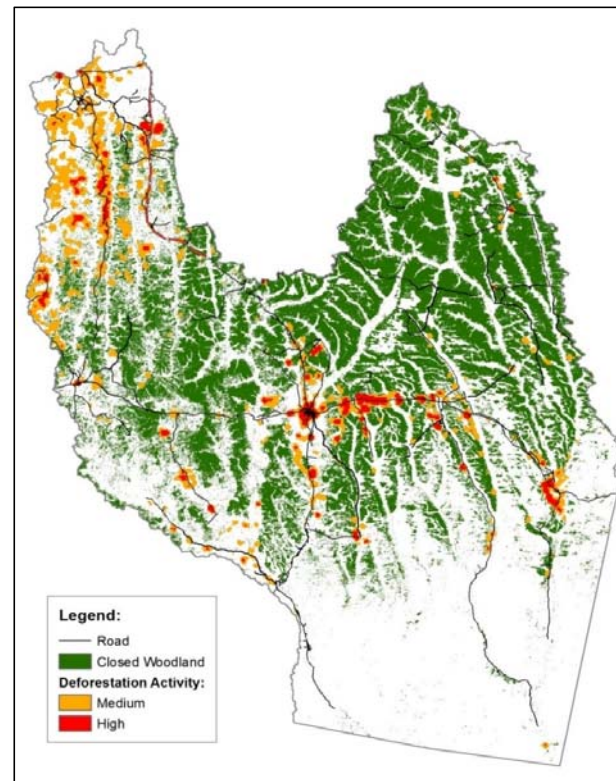 Legend:
Road
Closed Woodland
Deforestation Activity:
Medium
High